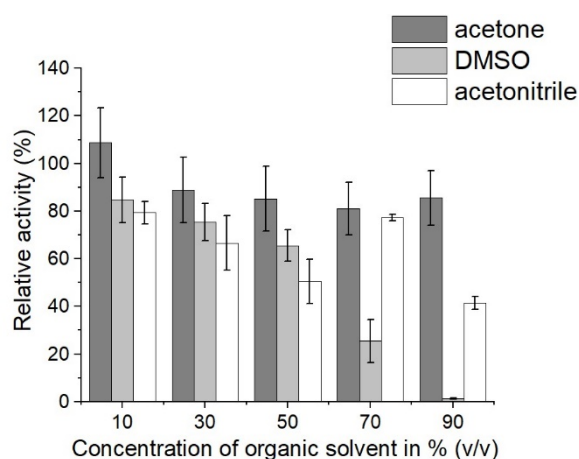 acetone
DMSO
acetonitrile
140
120
100
80
60
40
20
0
Relative activity (%)
10 30 50 70 90
Concentration of organic solvent in % (v/v)